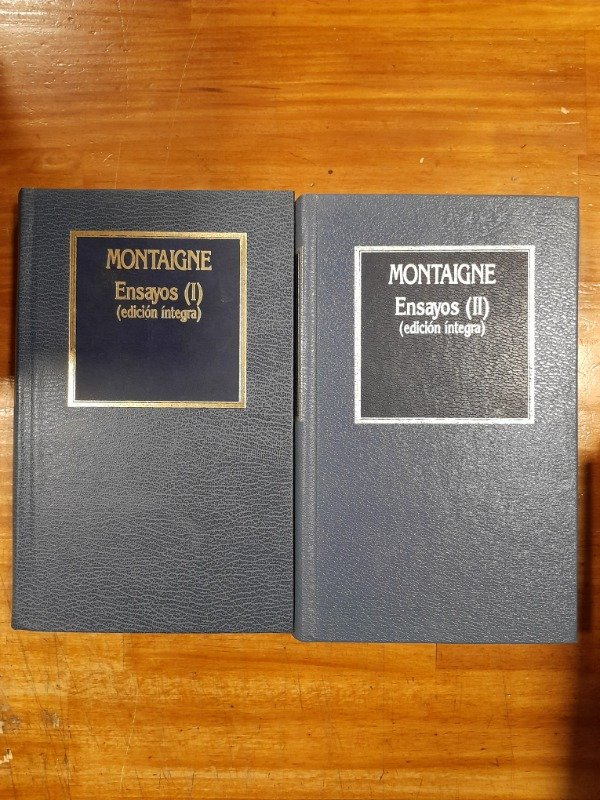 MONTAIGNE
Ensayos (I)
(edición íntegra)
MONTAIGNE
Ensayos (II)
(edición íntegra)